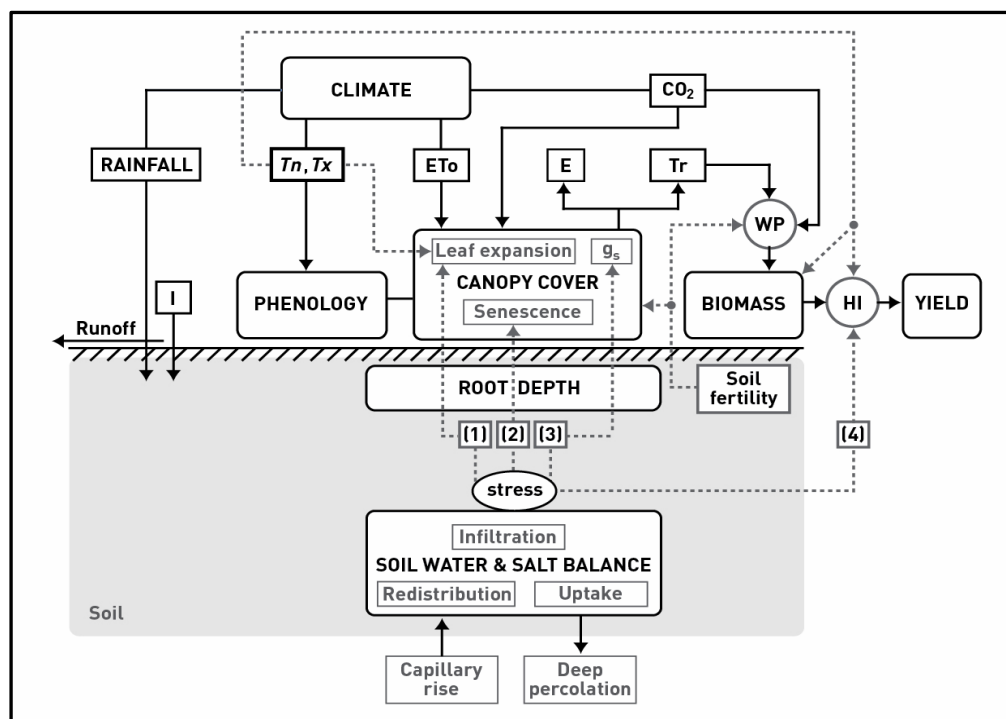 CLIMATE
CO₂
RAINFALL
Tn, Tx
ETo
E
Tr
WP
Leaf expansion
gs
CANOPY COVER
Senescence
PHENOLOGY
I
BIOMASS
HI
YIELD
Runoff
ROOT DEPTH
Soil
fertility
(1)
(2)
(3)
(4)
stress
Infiltration
SOIL WATER & SALT BALANCE
Redistribution
Uptake
Soil
Capillary
rise
Deep
percolation